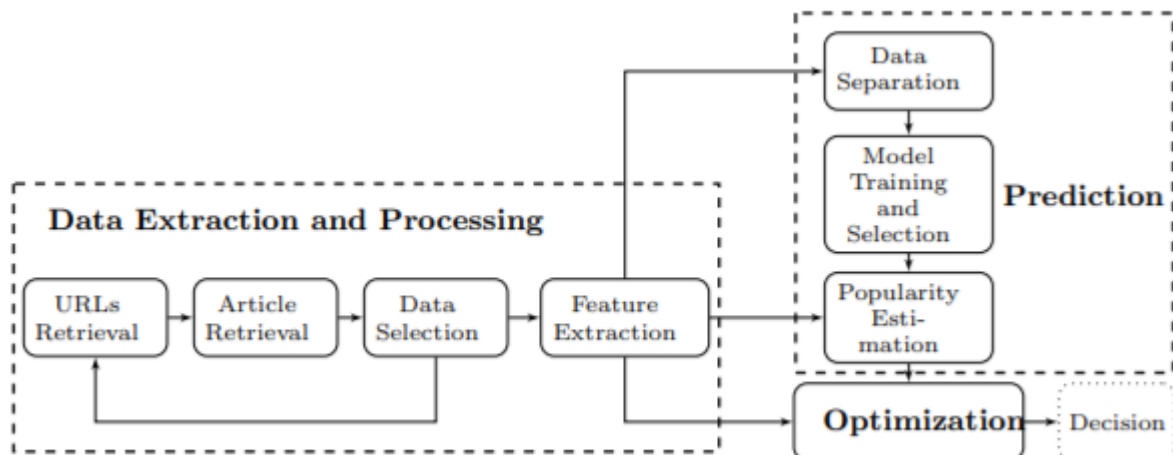 Data
Separation
Model
Training
and
Selection
Prediction
Data Extraction and Processing
URLs
Retrieval
Article
Retrieval
Data
Selection
Feature
Extraction
Popularity
Esti-
mation
Optimization
Decision